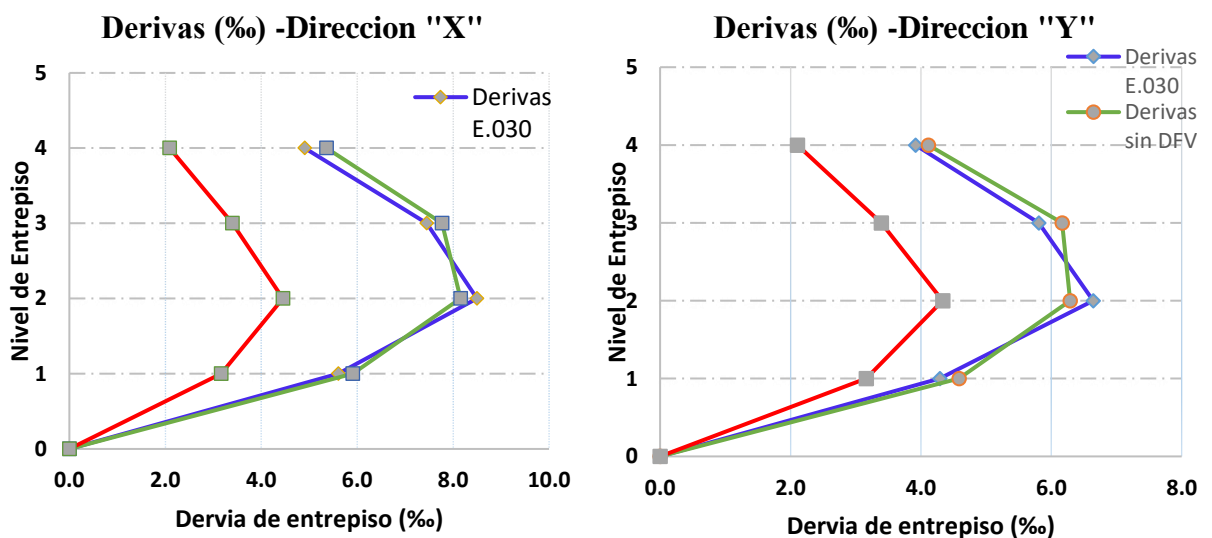 Derivas (‰) -Direccion "X"
5
4
3
2
1
0
Nivel de Entrepiso
0.0 2.0 4.0 6.0 8.0 10.0
Dervia de entrepiso (‰)
Derivas
E.030
Derivas (‰) -Direccion "Y"
5
4
3
2
1
0
Nivel de Entrepiso
0.0 2.0 4.0 6.0 8.0
Dervia de entrepiso (‰)
Derivas
E.030
Derivas
sin DFV